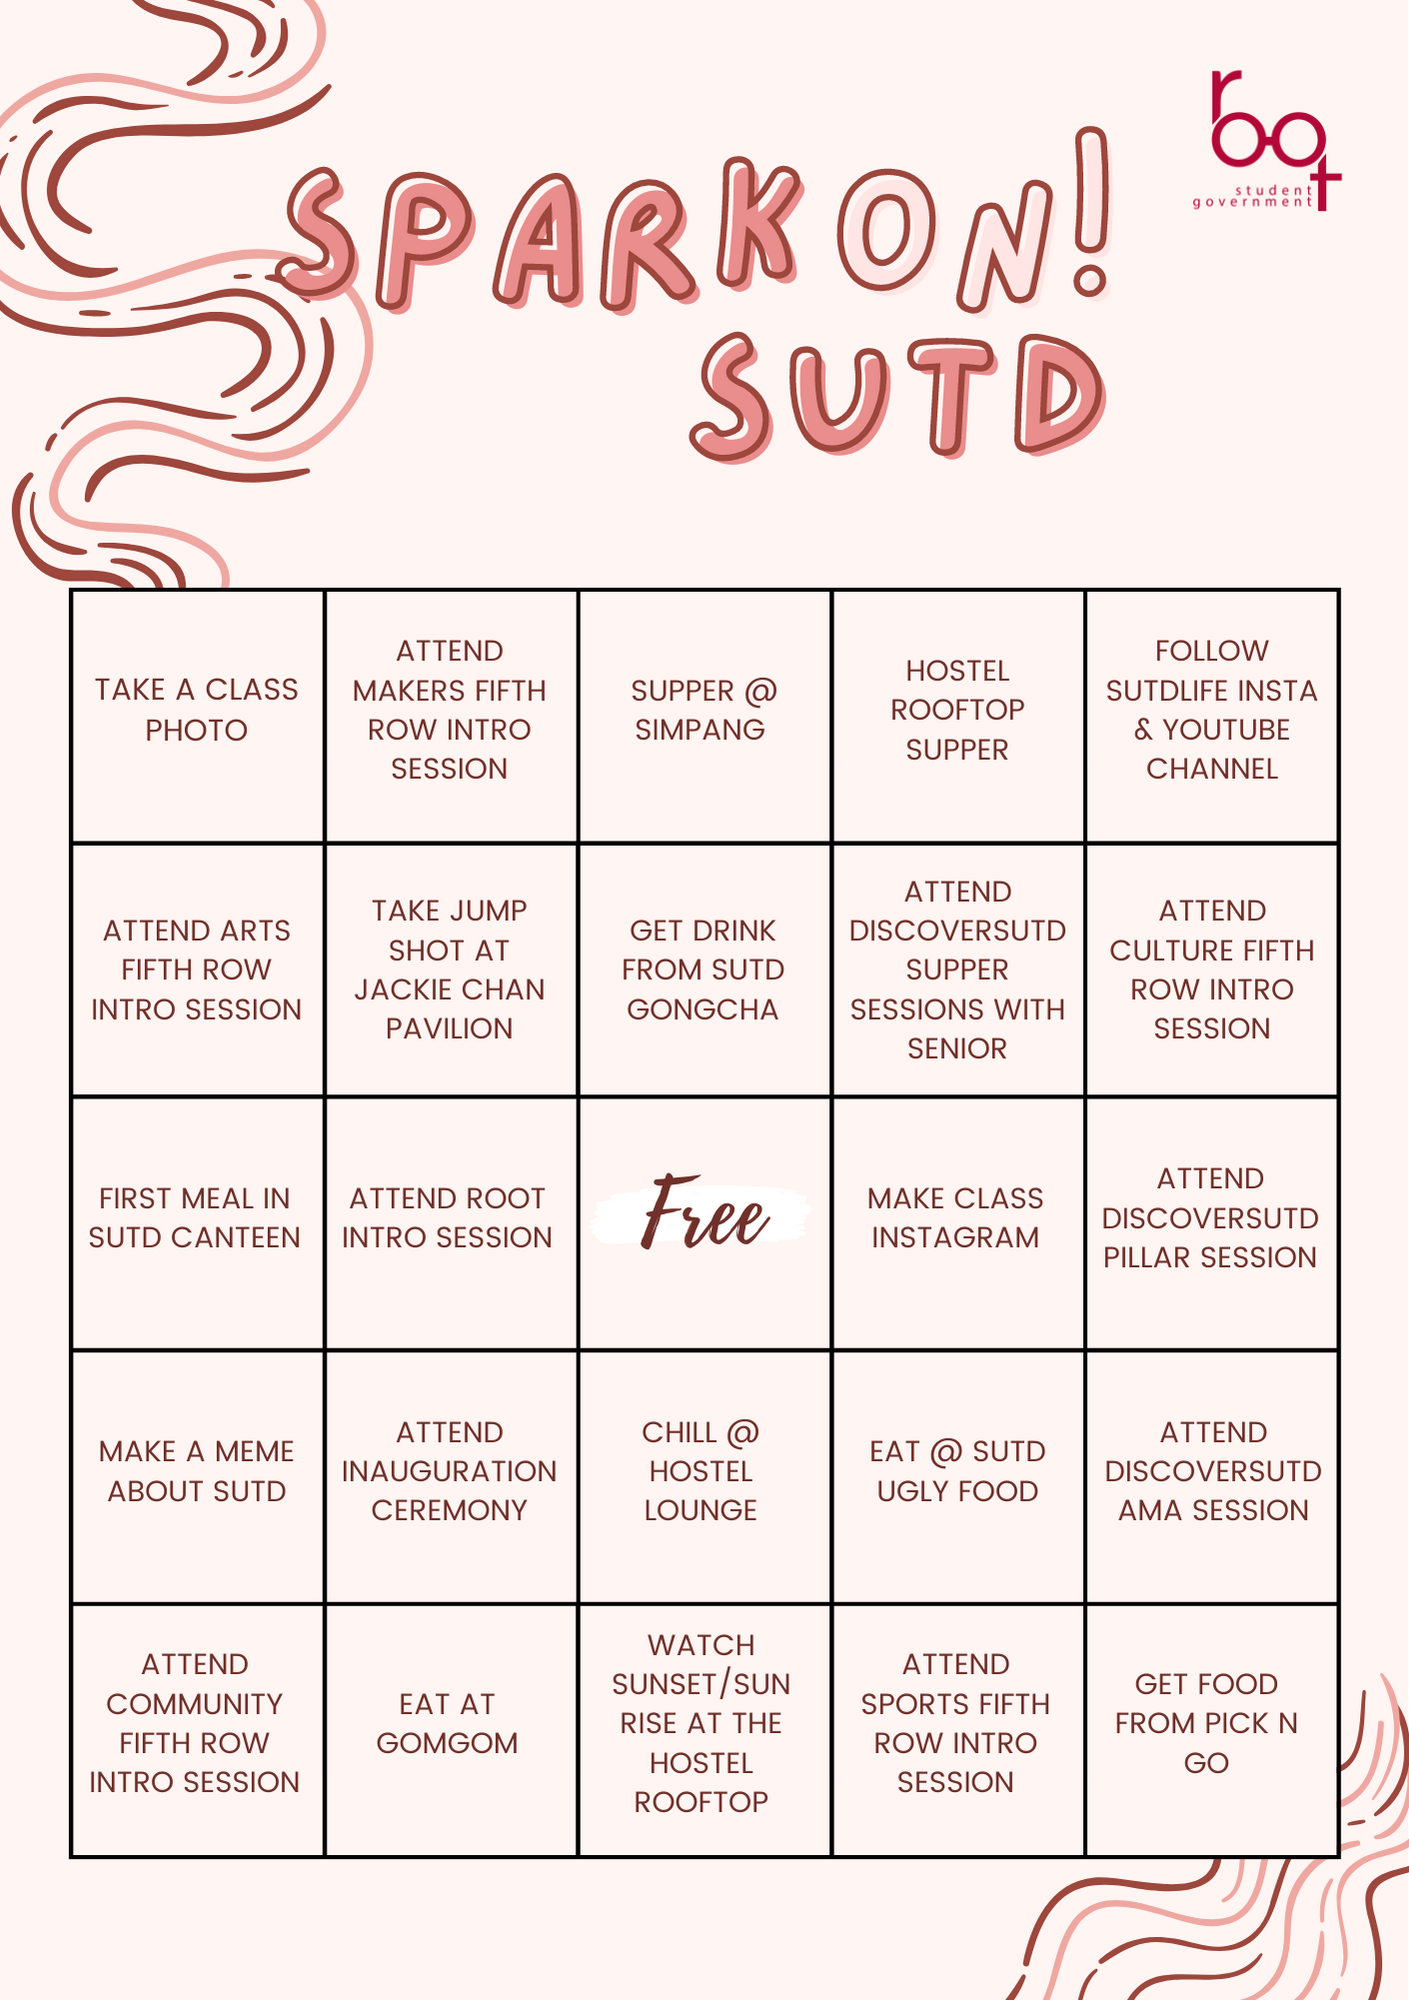 root
student
government
SPARK ON!
SUTD
TAKE A CLASS
PHOTO
ATTEND
MAKERS FIFTH
ROW INTRO
SESSION
SUPPER @
SIMPANG
HOSTEL
ROOFTOP
SUPPER
FOLLOW
SUTDLIFE INSTA
& YOUTUBE
CHANNEL
ATTEND ARTS
FIFTH ROW
INTRO SESSION
TAKE JUMP
SHOT AT
JACKIE CHAN
PAVILION
GET DRINK
FROM SUTD
GONGCHA
ATTEND
DISCOVERSUTD
SUPPER
SESSIONS WITH
SENIOR
ATTEND
CULTURE FIFTH
ROW INTRO
SESSION
FIRST MEAL IN
SUTD CANTEEN
ATTEND ROOT
INTRO SESSION
Free
MAKE CLASS
INSTAGRAM
ATTEND
DISCOVERSUTD
PILLAR SESSION
MAKE A MEME
ABOUT SUTD
ATTEND
INAUGURATION
CEREMONY
CHILL @
HOSTEL
LOUNGE
EAT @ SUTD
UGLY FOOD
ATTEND
DISCOVERSUTD
AMA SESSION
ATTEND
COMMUNITY
FIFTH ROW
INTRO SESSION
EAT AT
GOMGOM
WATCH
SUNSET/SUN
RISE AT THE
HOSTEL
ROOFTOP
ATTEND
SPORTS FIFTH
ROW INTRO
SESSION
GET FOOD
FROM PICK N
GO